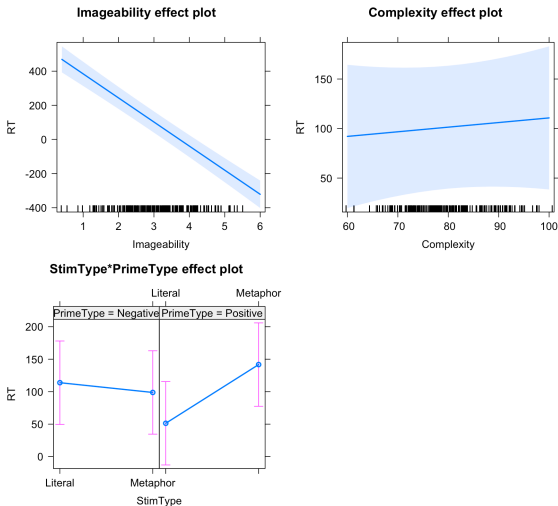 Imageability effect plot
RT
400
200
0
-200
-400
1 2 3 4 5 6
Imageability
Complexity effect plot
RT
150
100
50
60 70 80 90 100
Complexity
StimType*PrimeType effect plot
Literal Metaphor
PrimeType = Negative PrimeType = Positive
RT
200
150
100
50
0
Literal Metaphor
StimType